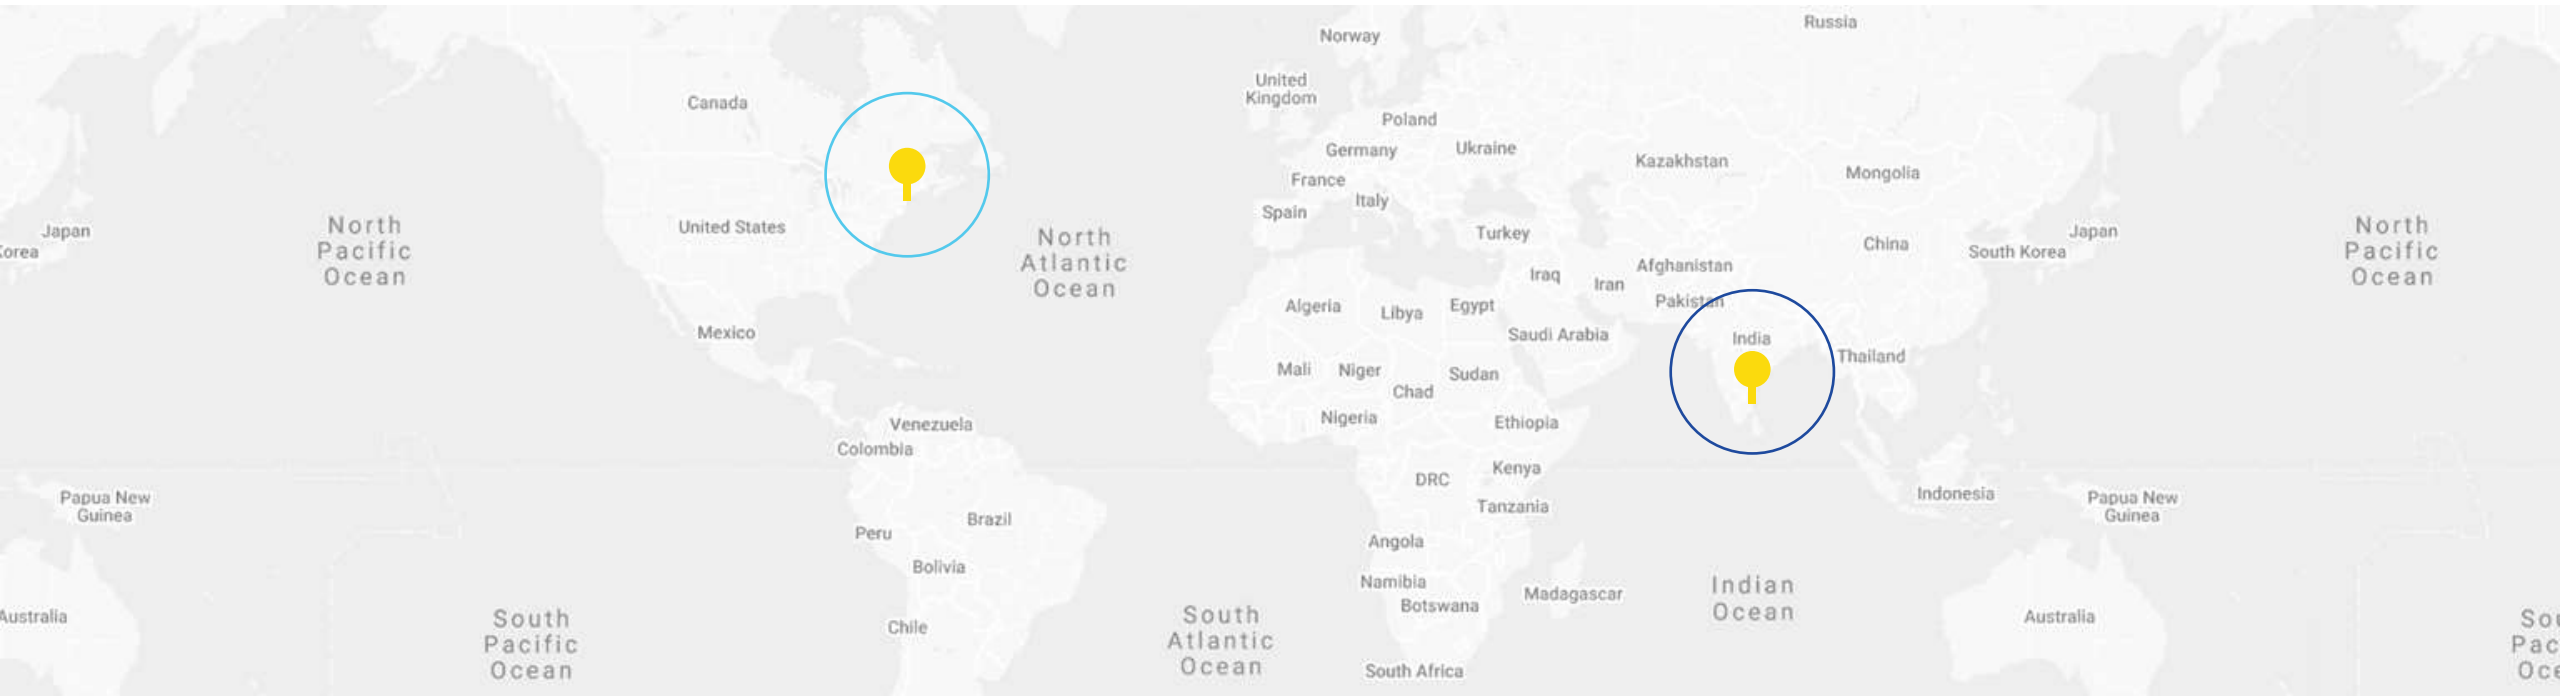 Russia
Norway
United
Kingdom
Canada
Poland
Germany
Ukraine
Kazakhstan
Mongolia
France
Italy
Spain
United States
Turkey
China
South Korea
Japan
Japan
Korea
North
Pacific
Ocean
North
Atlantic
Ocean
North
Pacific
Ocean
Afghanistan
Iraq
Iran
Pakistan
Algeria
Libya
Egypt
Saudi Arabia
India
Thailand
Mexico
Mali
Niger
Chad
Sudan
Nigeria
Ethiopia
Venezuela
Colombia
Kenya
DRC
Tanzania
Indonesia
Papua New
Guinea
Papua New
Guinea
Brazil
Peru
Bolivia
Angola
Namibia
Botswana
Madagascar
Indian
Ocean
Australia
Australia
Chile
South
Pacific
Ocean
South
Atlantic
Ocean
South Africa